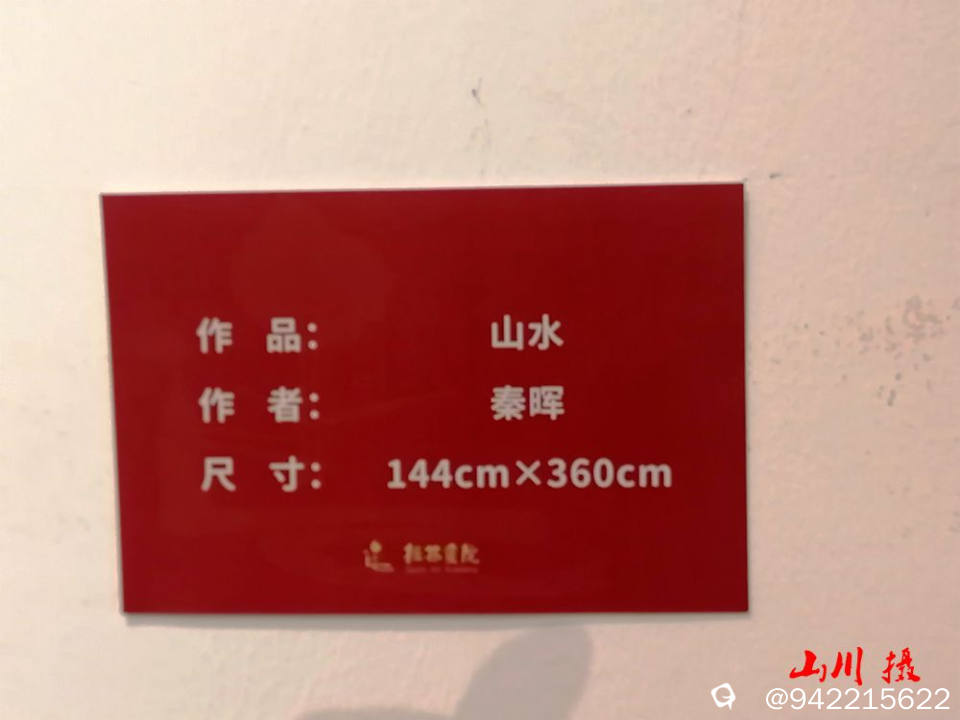 作 品： 山水
作 者： 秦晖
尺 寸： 144cm×360cm
山川 摄
@942215622